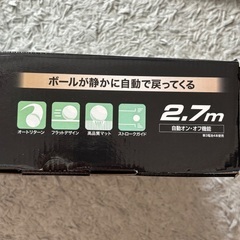 ボールが静かに自動で戻ってくる
オートリターン
フラットデザイン
高品質マット
ストロークガイド
2.7m
自動オン・オフ機能